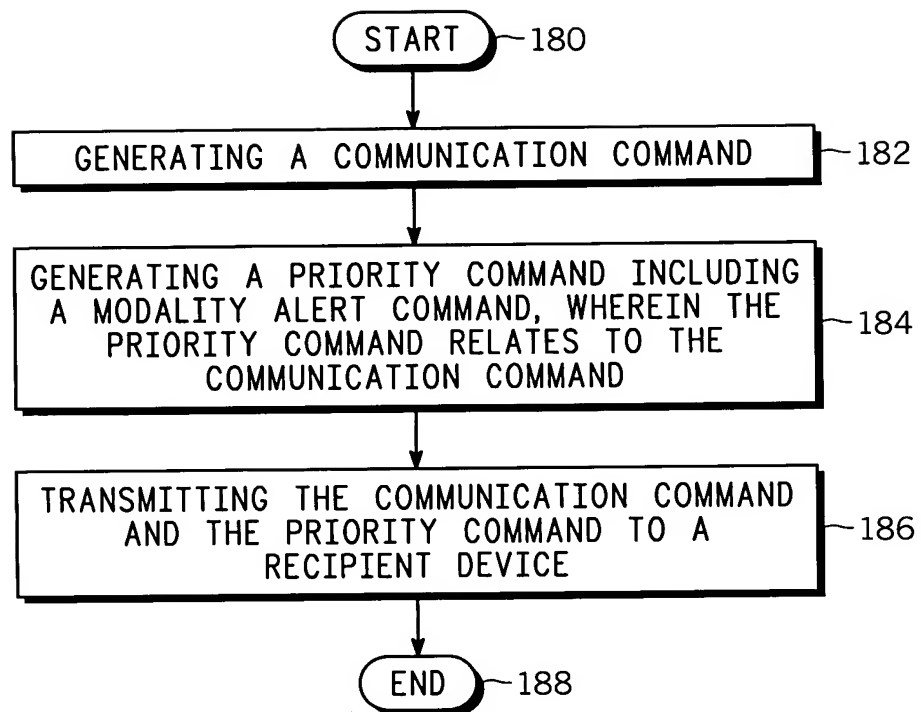 START 180
GENERATING A COMMUNICATION COMMAND 182
GENERATING A PRIORITY COMMAND INCLUDING
A MODALITY ALERT COMMAND, WHEREIN THE
PRIORITY COMMAND RELATES TO THE
COMMUNICATION COMMAND
184
TRANSMITTING THE COMMUNICATION COMMAND
AND THE PRIORITY COMMAND TO A
RECIPIENT DEVICE
186
END 188